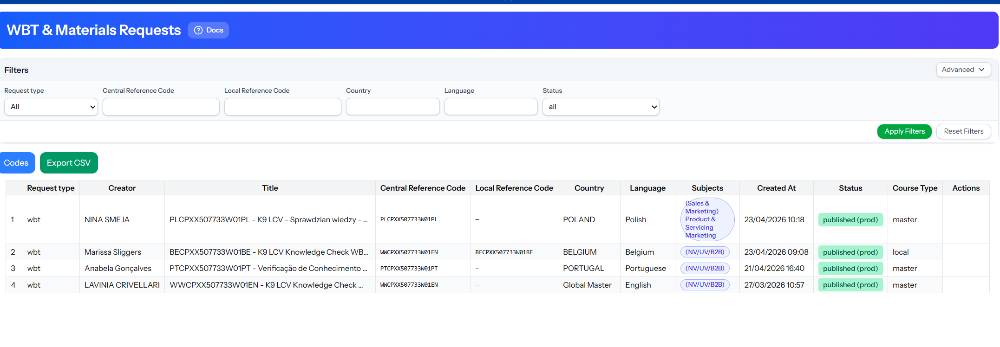 WBT & Materials Requests
Docs
Filters
Advanced
Request type
Central Reference Code
Local Reference Code
Country
Language
Status
All
all
Apply Filters
Reset Filters
Codes
Export CSV
Request type Creator Title Central Reference Code Local Reference Code Country Language Subjects Created At Status Course Type Actions
1 wbt NINA SMEJA PLCPXX507733W01PL - K9 LCV - Sprawdzian wiedzy - ... PLCPXX507733W01PL – POLAND Polish (Sales &
Marketing)
Product &
Servicing
Marketing
23/04/2026 10:18 published (prod) master
2 wbt Marissa Sliggers BECPXX507733W01BE - K9 LCV Knowledge Check WB... WWCPXX507733W01EN BECPXX507733W01BE BELGIUM Belgium (NV/UV/B2B) 23/04/2026 09:08 published (prod) local
3 wbt Anabela Gonçalves PTCPXX507733W01PT - Verificação de Conhecimento ... PTCPXX507733W01PT – PORTUGAL Portuguese (NV/UV/B2B) 21/04/2026 16:40 published (prod) master
4 wbt LAVINIA CRIVELLARI WWCPXX507733W01EN - K9 LCV Knowledge Check ... WWCPXX507733W01EN – Global Master English (NV/UV/B2B) 27/03/2026 10:57 published (prod) master